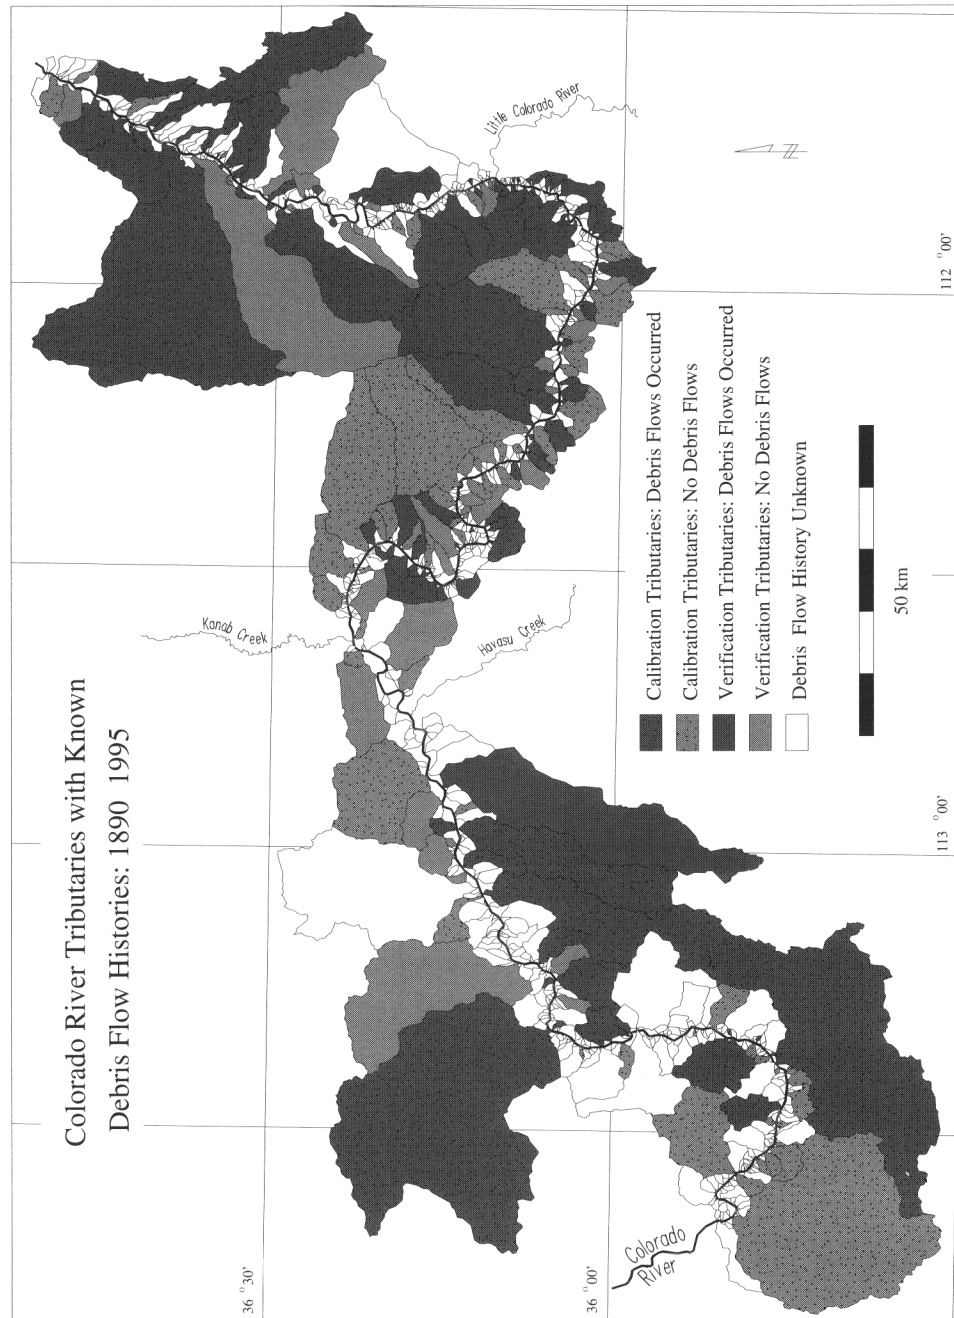 Colorado River Tributaries with Known
Debris Flow Histories: 1890 1995
Kanab Creek
Little Colorado River
Havasu Creek
Colorado
River
N
Calibration Tributaries: Debris Flows Occurred
Calibration Tributaries: No Debris Flows
Verification Tributaries: Debris Flows Occurred
Verification Tributaries: No Debris Flows
Debris Flow History Unknown
50 km
36 ° 30'
36 ° 00'
113 ° 00'
112 ° 00'